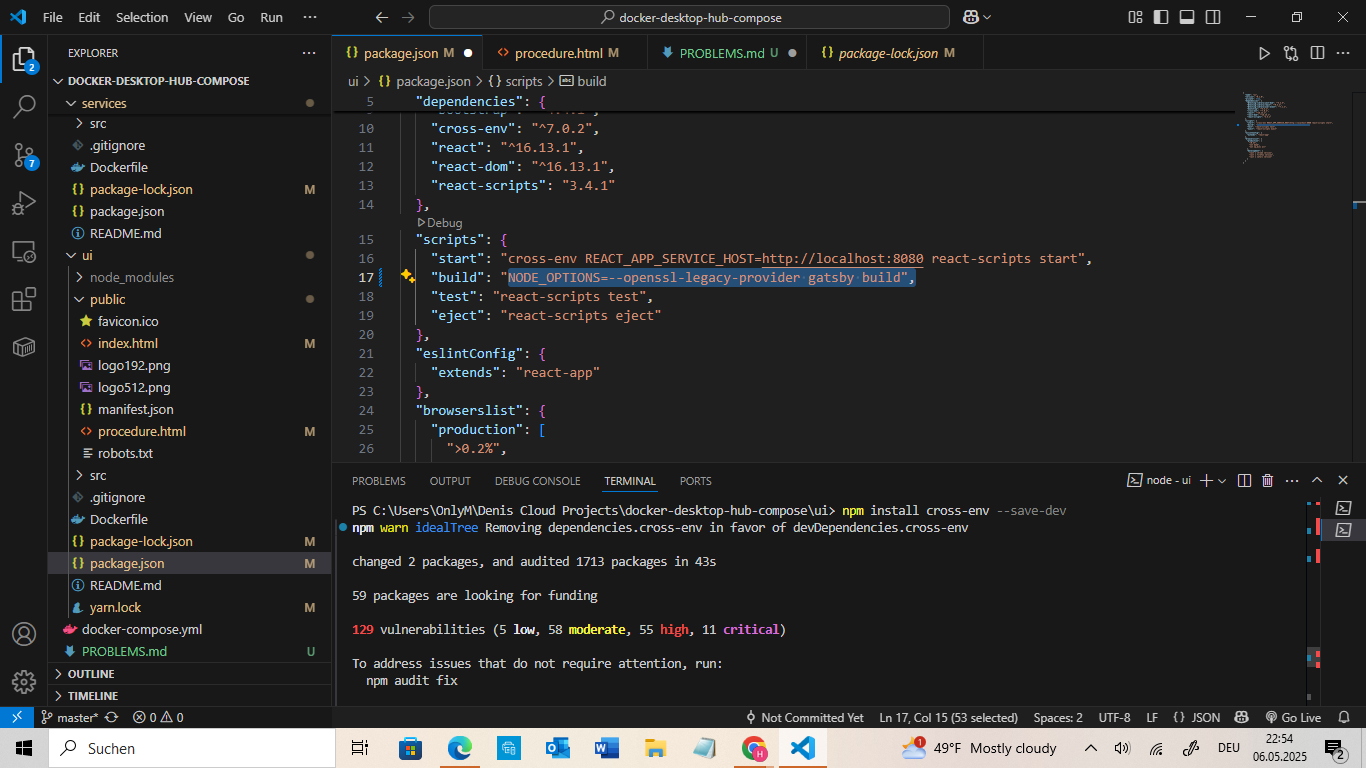 File Edit Selection View Go Run ···
docker-desktop-hub-compose
EXPLORER ···
2
DOCKER-DESKTOP-HUB-COMPOSE
services
src
.gitignore
Dockerfile
package-lock.json M
package.json
README.md
ui
node_modules
public
favicon.ico
index.html M
logo192.png
logo512.png
manifest.json
procedure.html M
robots.txt
src
.gitignore
Dockerfile
package-lock.json M
package.json M
README.md
yarn.lock M
docker-compose.yml
PROBLEMS.md U
OUTLINE
TIMELINE
7
package.json M
procedure.html M
PROBLEMS.md U
package-lock.json M
ui > package.json > scripts > build
5 "dependencies": {
10 "cross-env": "^7.0.2",
11 "react": "^16.13.1",
12 "react-dom": "^16.13.1",
13 "react-scripts": "3.4.1"
14 },
Debug
15 "scripts": {
16 "start": "cross-env REACT_APP_SERVICE_HOST=http://localhost:8080 react-scripts start",
17 "build": "NODE_OPTIONS=--openssl-legacy-provider gatsby build",
18 "test": "react-scripts test",
19 "eject": "react-scripts eject"
20 },
21 "eslintConfig": {
22 "extends": "react-app"
23 },
24 "browserslist": {
25 "production": [
26 ">0.2%",
PROBLEMS OUTPUT DEBUG CONSOLE TERMINAL PORTS
node - ui
PS C:\Users\OnlyM\Denis Cloud Projects\docker-desktop-hub-compose\ui> npm install cross-env --save-dev
npm warn idealTree Removing dependencies.cross-env in favor of devDependencies.cross-env
changed 2 packages, and audited 1713 packages in 43s
59 packages are looking for funding
129 vulnerabilities (5 low, 58 moderate, 55 high, 11 critical)
To address issues that do not require attention, run:
npm audit fix
master* 0 0
Not Committed Yet Ln 17, Col 15 (53 selected) Spaces: 2 UTF-8 LF {} JSON Go Live
Suchen
1
49°F Mostly cloudy
DEU
22:54
06.05.2025
2